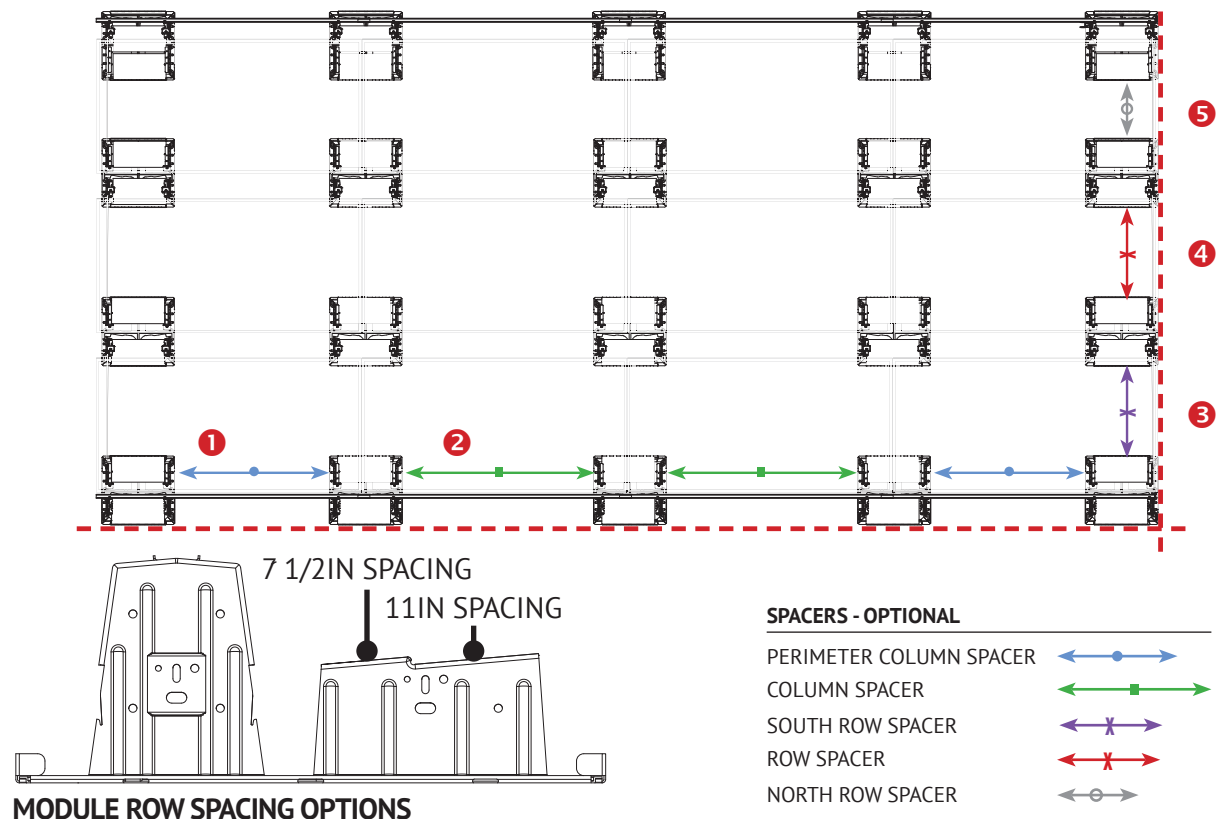 5
4
3
1
2
7 1/2IN SPACING
11IN SPACING
SPACERS - OPTIONAL
PERIMETER COLUMN SPACER
COLUMN SPACER
SOUTH ROW SPACER
ROW SPACER
NORTH ROW SPACER
MODULE ROW SPACING OPTIONS